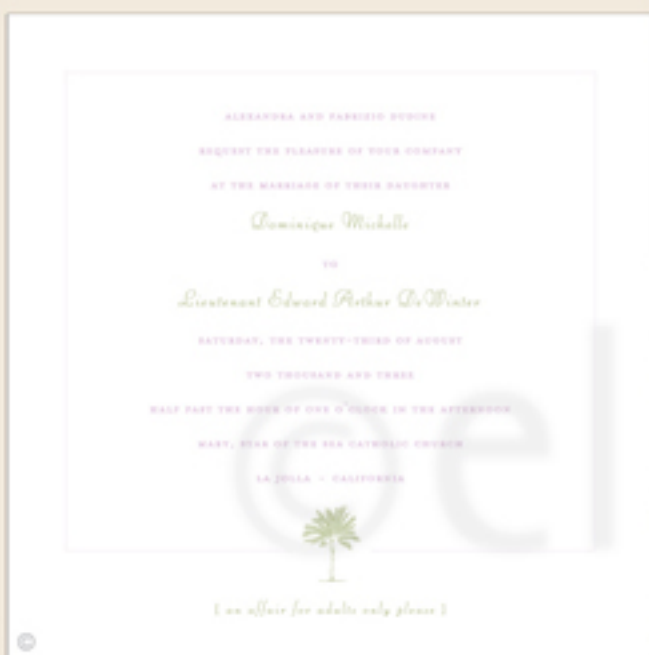 ALEXANDRA AND FABRIZIO
REQUEST THE PLEASURE OF YOUR COMPANY
AT THE MARRIAGE OF THEIR DAUGHTER
Dominique Michelle
TO
Lieutenant Edward Arthur DeWinter
SATURDAY, THE TWENTY-THIRD OF AUGUST
TWO THOUSAND AND THREE
HALF PAST THE HOUR OF ONE O'CLOCK IN THE AFTERNOON
MARY, STAR OF THE SEA CATHOLIC CHURCH
LA JOLLA ~ CALIFORNIA
{ an affair for adults only please }
© el